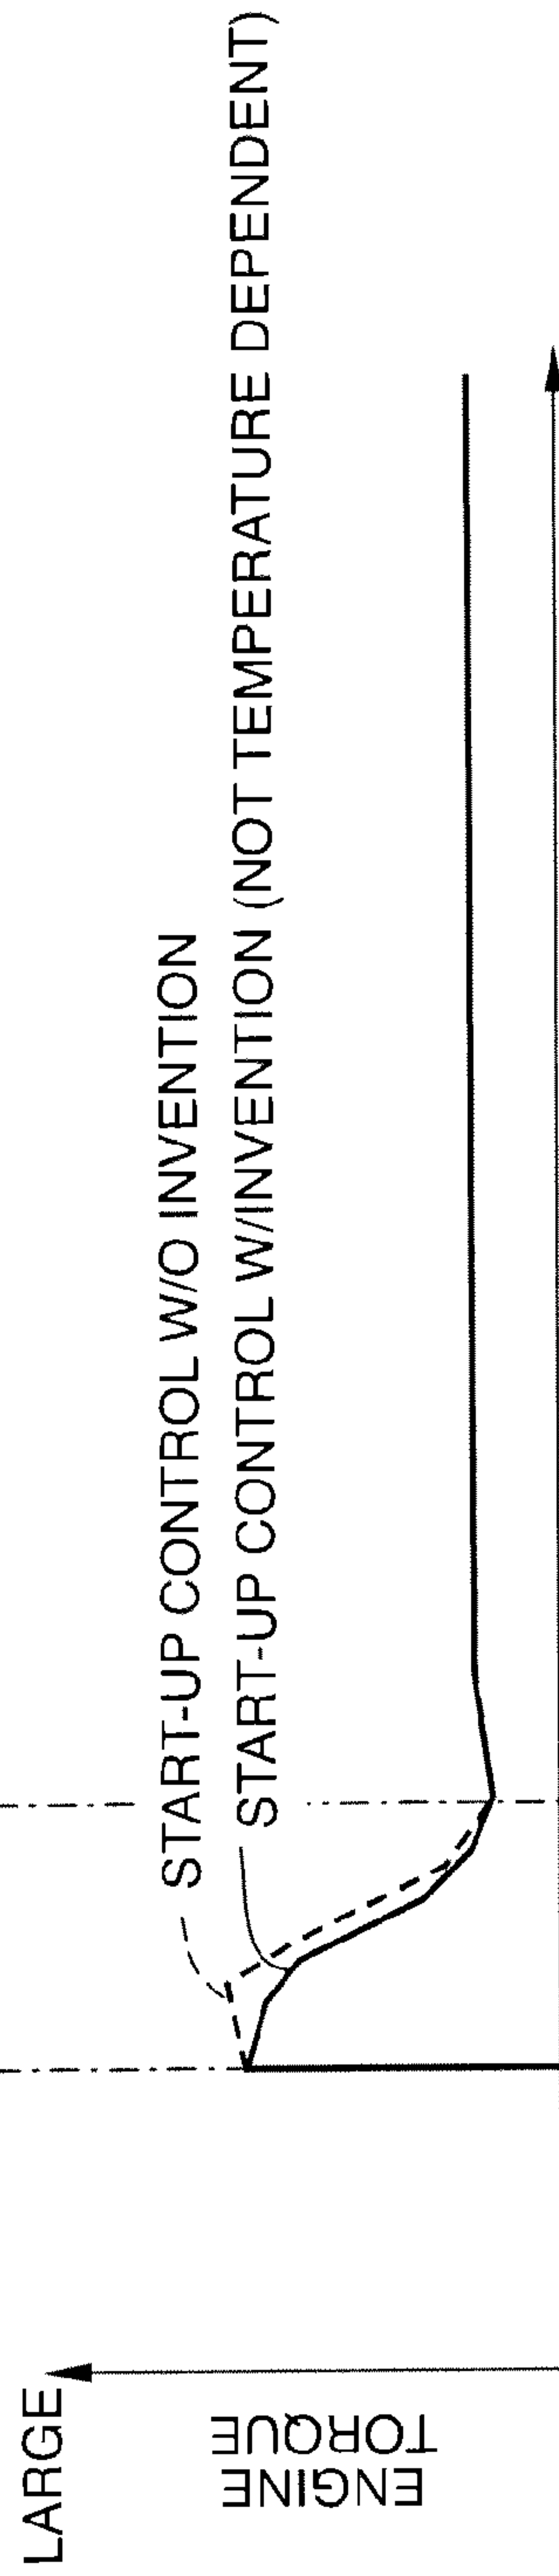 LARGE
ENGINE
TORQUE
START-UP CONTROL W/O INVENTION
START-UP CONTROL W/INVENTION (NOT TEMPERATURE DEPENDENT)